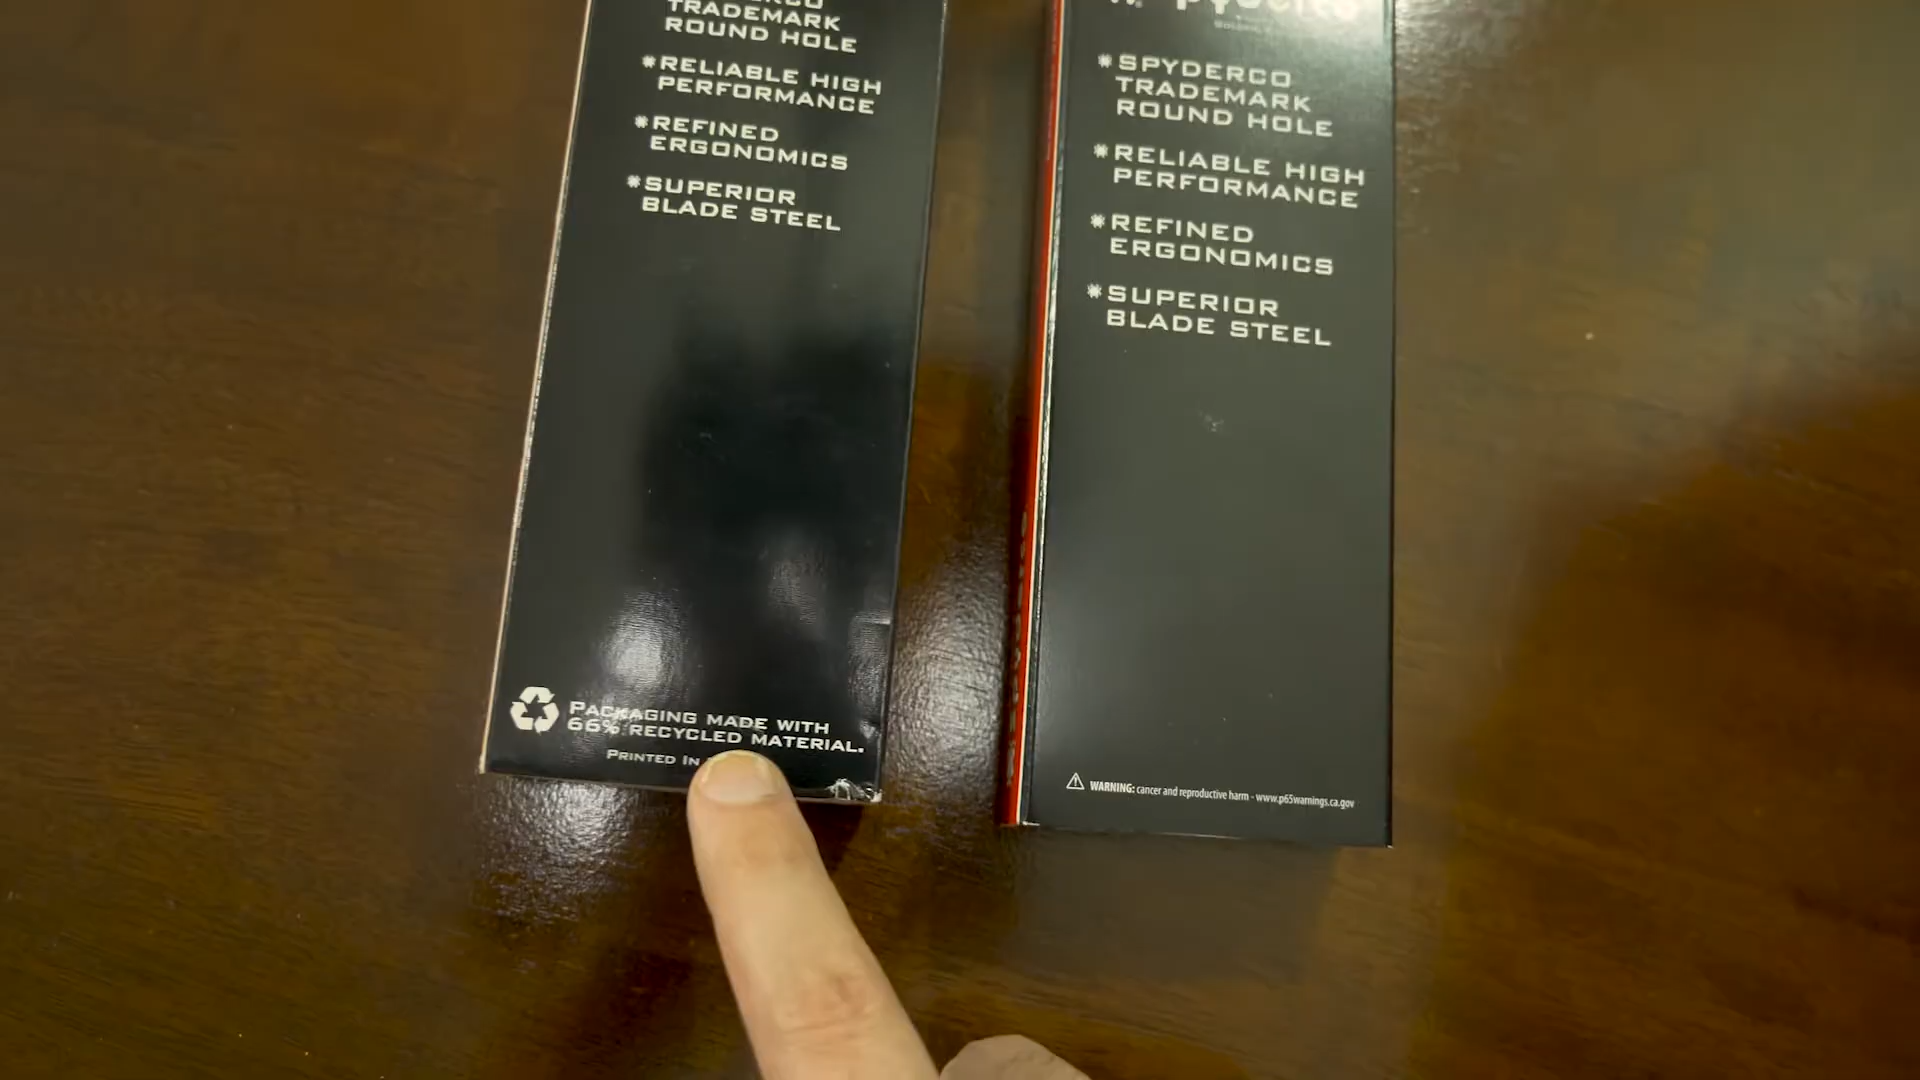 TRADEMARK
ROUND HOLE
*RELIABLE HIGH
PERFORMANCE
*REFINED
ERGONOMICS
*SUPERIOR
BLADE STEEL
PACKAGING MADE WITH
66% RECYCLED MATERIAL.
PRINTED IN
*SPYDERCO
TRADEMARK
ROUND HOLE
*RELIABLE HIGH
PERFORMANCE
*REFINED
ERGONOMICS
*SUPERIOR
BLADE STEEL
WARNING: cancer and reproductive harm - www.p65warnings.ca.gov